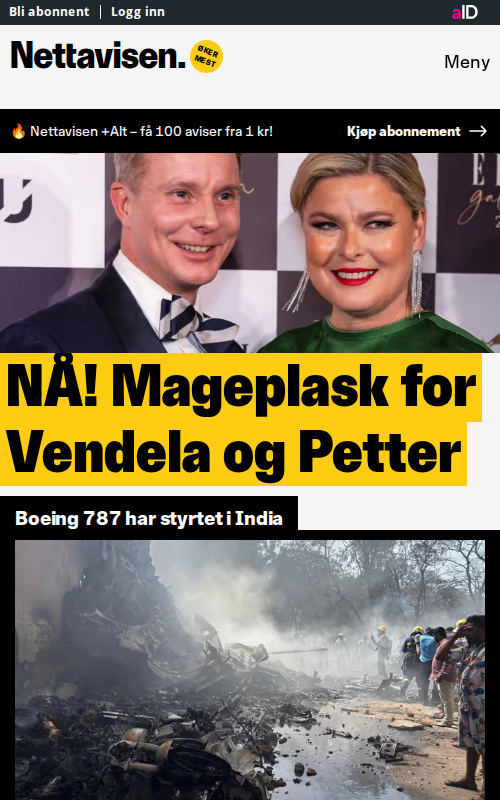 Bli abonnent
Logg inn
aID
Nettavisen.
ØKER
MEST
Meny
🔥 Nettavisen +Alt – få 100 aviser fra 1 kr!
Kjøp abonnement →
NÅ! Mageplask for
Vendela og Petter
Boeing 787 har styrtet i India